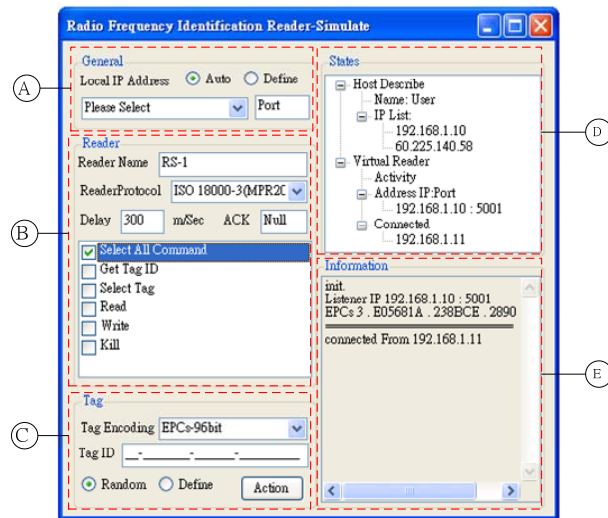 Radio Frequency Identification Reader-Simulate
A
General
Local IP Address Auto Define
Please Select Port
B
Reader
Reader Name RS-1
ReaderProtocol ISO 18000-3(MPR2(
Delay 300 m/Sec ACK Null
Select All Command
Get Tag ID
Select Tag
Read
Write
Kill
C
Tag
Tag Encoding EPCs-96bit
Tag ID __-______-_____-________
Random Define Action
D
States
Host Describe
Name: User
IP List:
192.168.1.10
60.225.140.58
Virtual Reader
Activity
Address IP:Port
192.168.1.10 : 5001
Connected
192.168.1.11
E
Information
init.
Listener IP 192.168.1.10 : 5001
EPCs 3 . E05681A . 238BCE . 2890
connected From 192.168.1.11